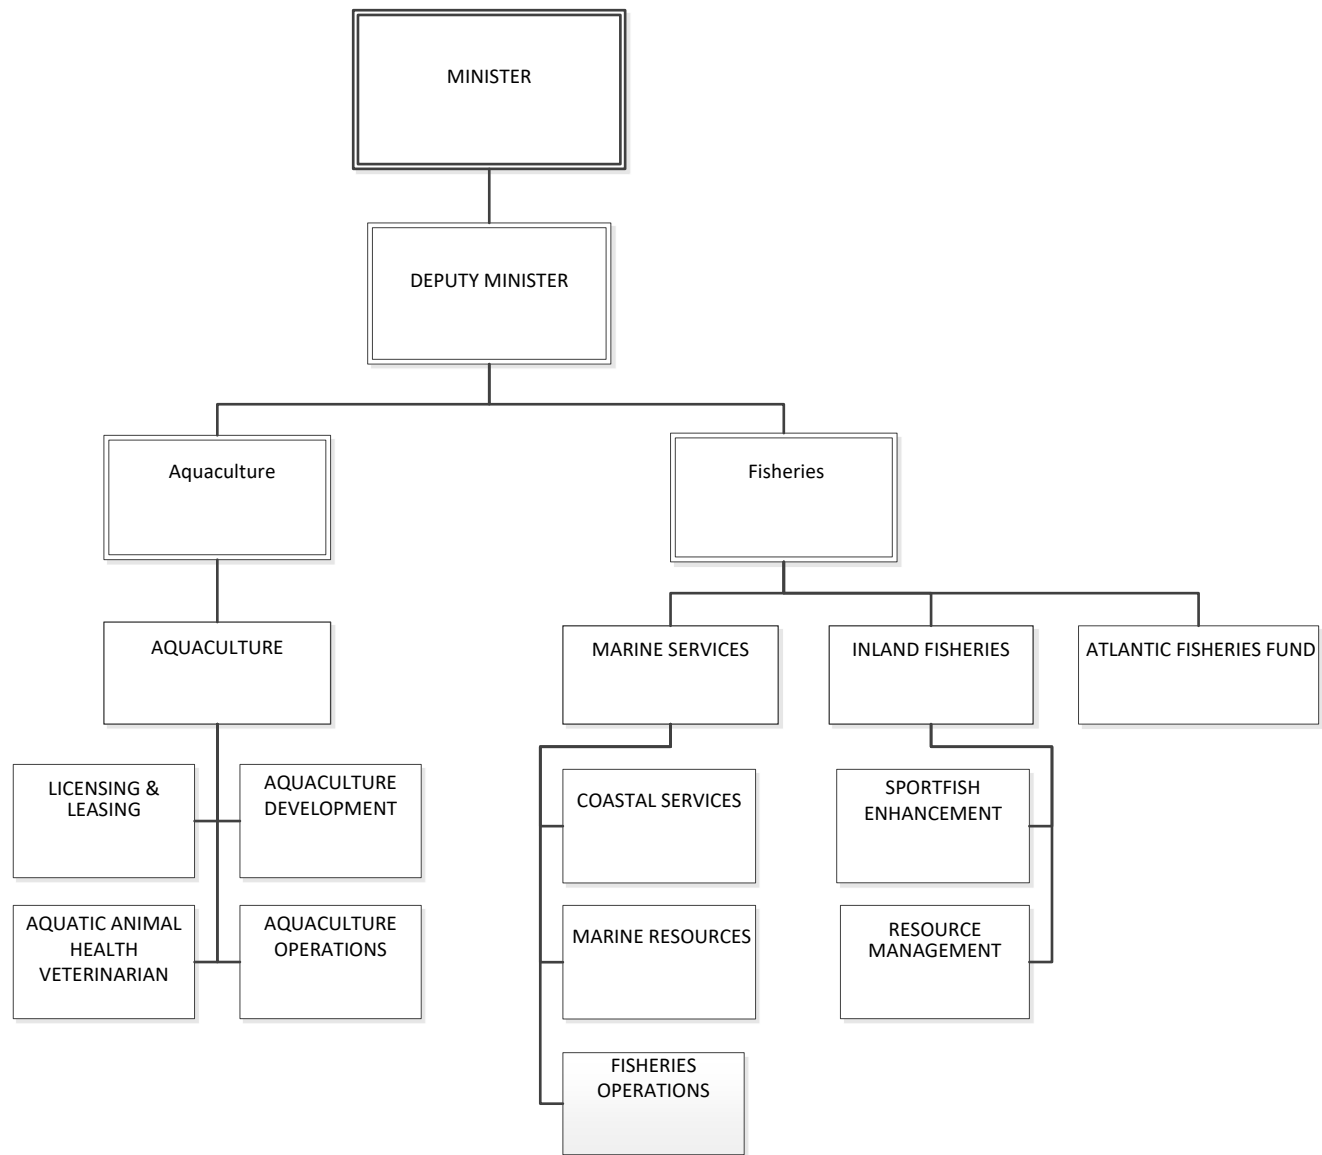 MINISTER
DEPUTY MINISTER
Aquaculture
Fisheries
AQUACULTURE
MARINE SERVICES
INLAND FISHERIES
ATLANTIC FISHERIES FUND
LICENSING &
LEASING
AQUACULTURE
DEVELOPMENT
COASTAL SERVICES
SPORTFISH
ENHANCEMENT
AQUATIC ANIMAL
HEALTH
VETERINARIAN
AQUACULTURE
OPERATIONS
MARINE RESOURCES
RESOURCE
MANAGEMENT
FISHERIES
OPERATIONS